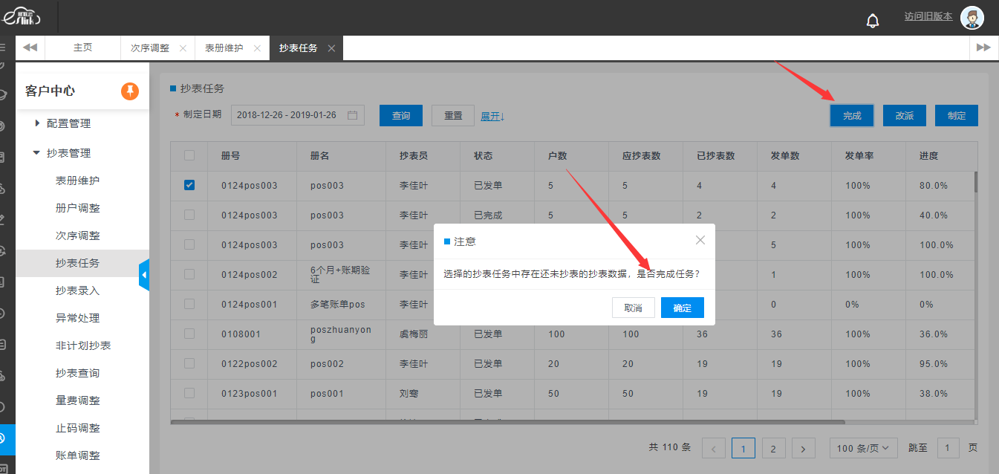 易联云
eslink
访问旧版本
主页 次序调整 表册维护 抄表任务
客户中心
配置管理
抄表管理
表册维护
册户调整
次序调整
抄表任务
抄表录入
异常处理
非计划抄表
抄表查询
量费调整
止码调整
账单调整
抄表任务
* 制定日期 2018-12-26 - 2019-01-26 查询 重置 展开↓ 完成 改派 制定
册号 册名 抄表员 状态 户数 应抄表数 已抄表数 发单数 发单率 进度
0124pos003 pos003 李佳叶 已发单 5 5 4 4 100% 80.0%
0124pos003 pos003 李佳叶 已完成 5 5 2 2 100% 40.0%
0124pos003 pos003 李佳叶 5 100% 100.0%
0124pos002 6个月+账期验证 李佳叶 1 100% 100.0%
0124pos001 多笔账单pos 李佳叶 0 0% 0%
0108001 poszhuanyong 虞梅丽 已发单 100 100 36 36 100% 36.0%
0122pos002 pos002 李佳叶 已发单 20 20 19 19 100% 95.0%
0123pos001 pos001 刘骞 已发单 50 50 19 19 100% 38.0%
注意
选择的抄表任务中存在还未抄表的抄表数据，是否完成任务?
取消 确定
共 110 条 1 2 100 条/页 跳至 1 页